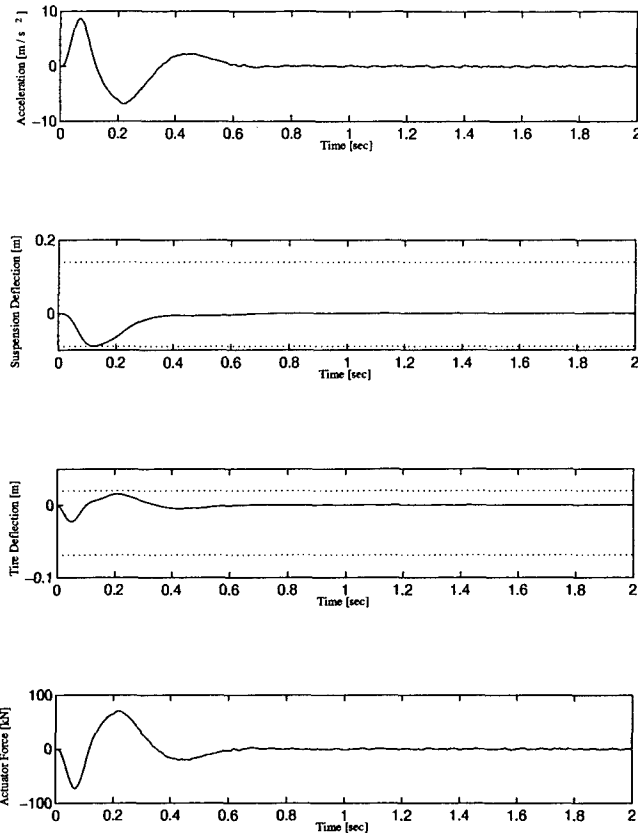 Acceleration [m / s 2 ]
10
0
−10
0 0.2 0.4 0.6 0.8 1 1.2 1.4 1.6 1.8 2
Time [sec]
Suspension Deflection [m]
0.2
0
0 0.2 0.4 0.6 0.8 1 1.2 1.4 1.6 1.8 2
Time [sec]
Tire Deflection [m]
0
−0.1
0 0.2 0.4 0.6 0.8 1 1.2 1.4 1.6 1.8 2
Time [sec]
Actuator Force [kN]
100
0
−100
0 0.2 0.4 0.6 0.8 1 1.2 1.4 1.6 1.8 2
Time [sec]